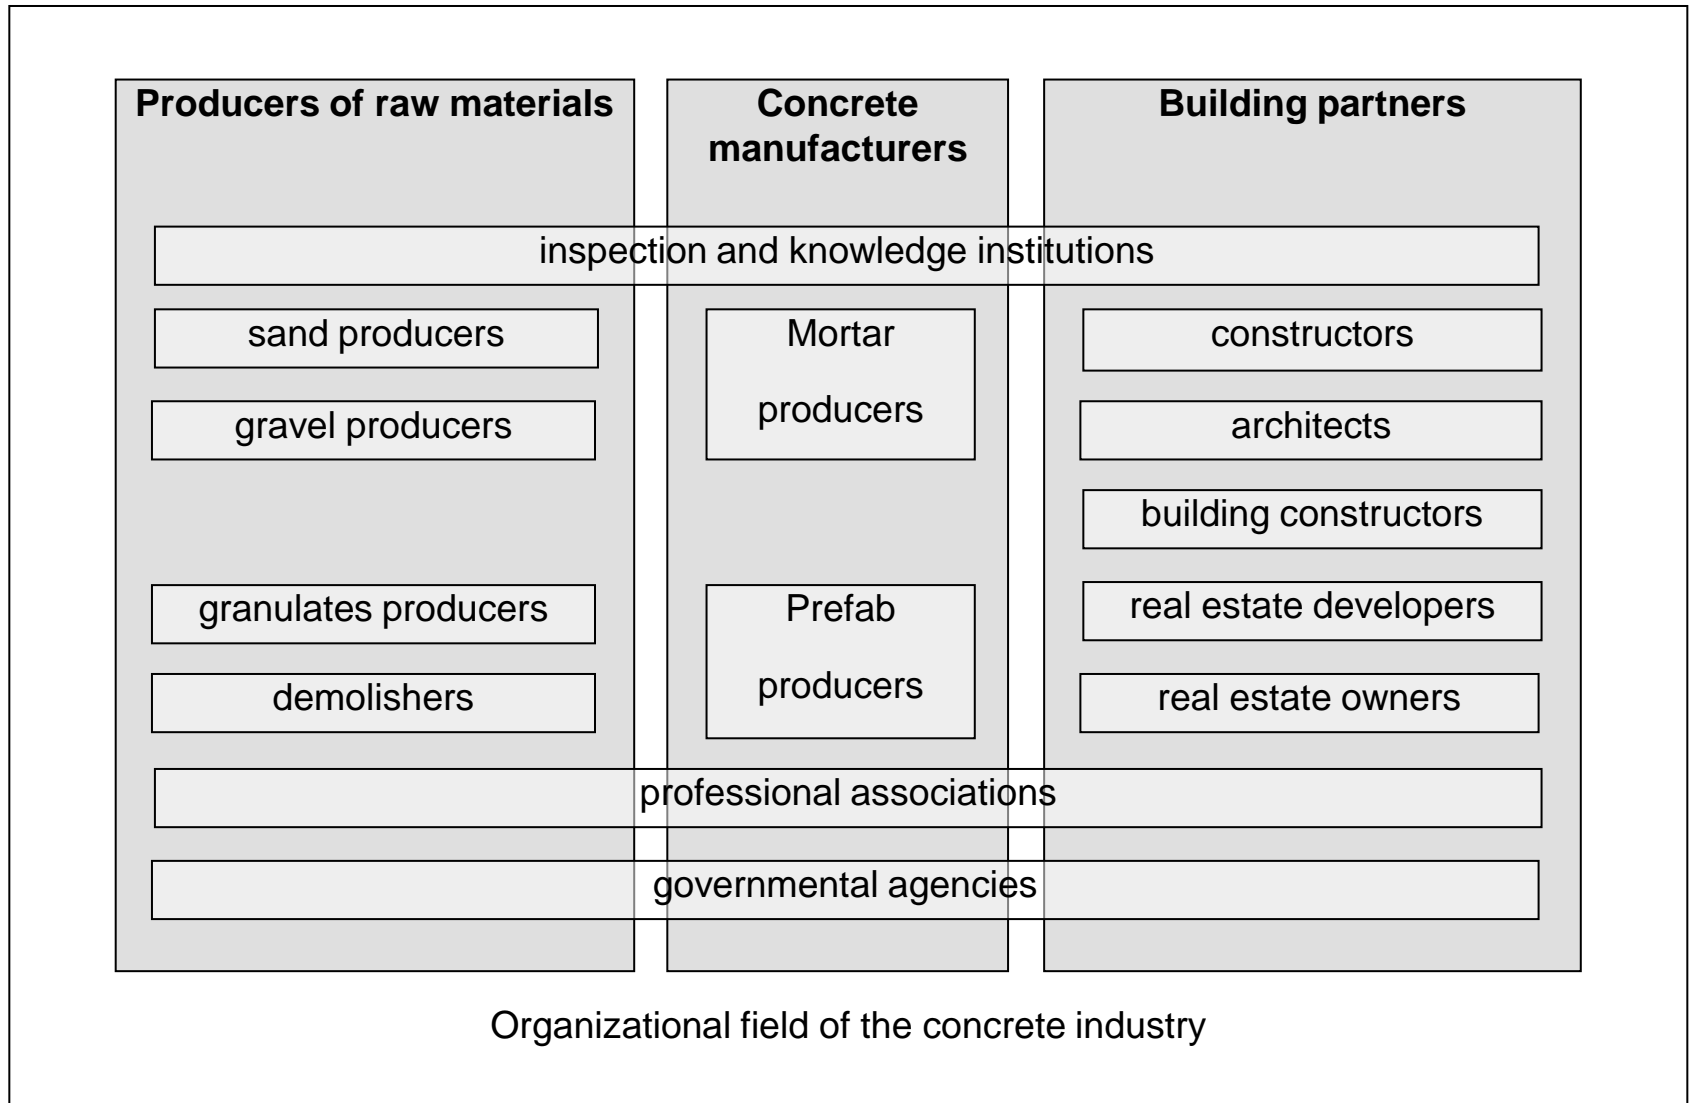 Producers of raw materials
Concrete
manufacturers
Building partners
inspection and knowledge institutions
sand producers
gravel producers
granulates producers
demolishers
Mortar
producers
Prefab
producers
constructors
architects
building constructors
real estate developers
real estate owners
professional associations
governmental agencies
Organizational field of the concrete industry